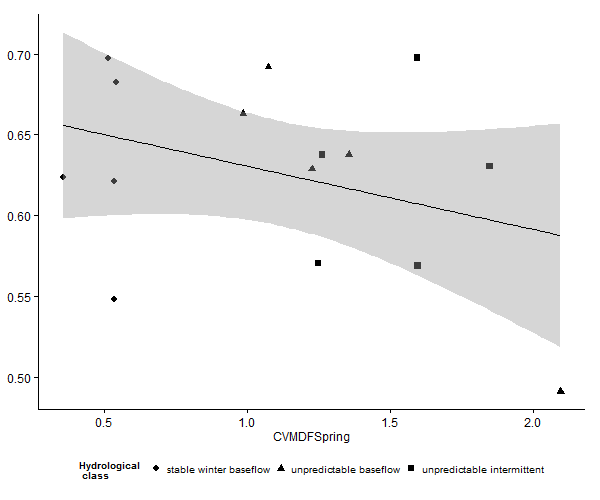 0.70
0.65
0.60
0.55
0.50
0.5 1.0 1.5 2.0
CVMDFSpring
Hydrological
class
stable winter baseflow unpredictable baseflow unpredictable intermittent